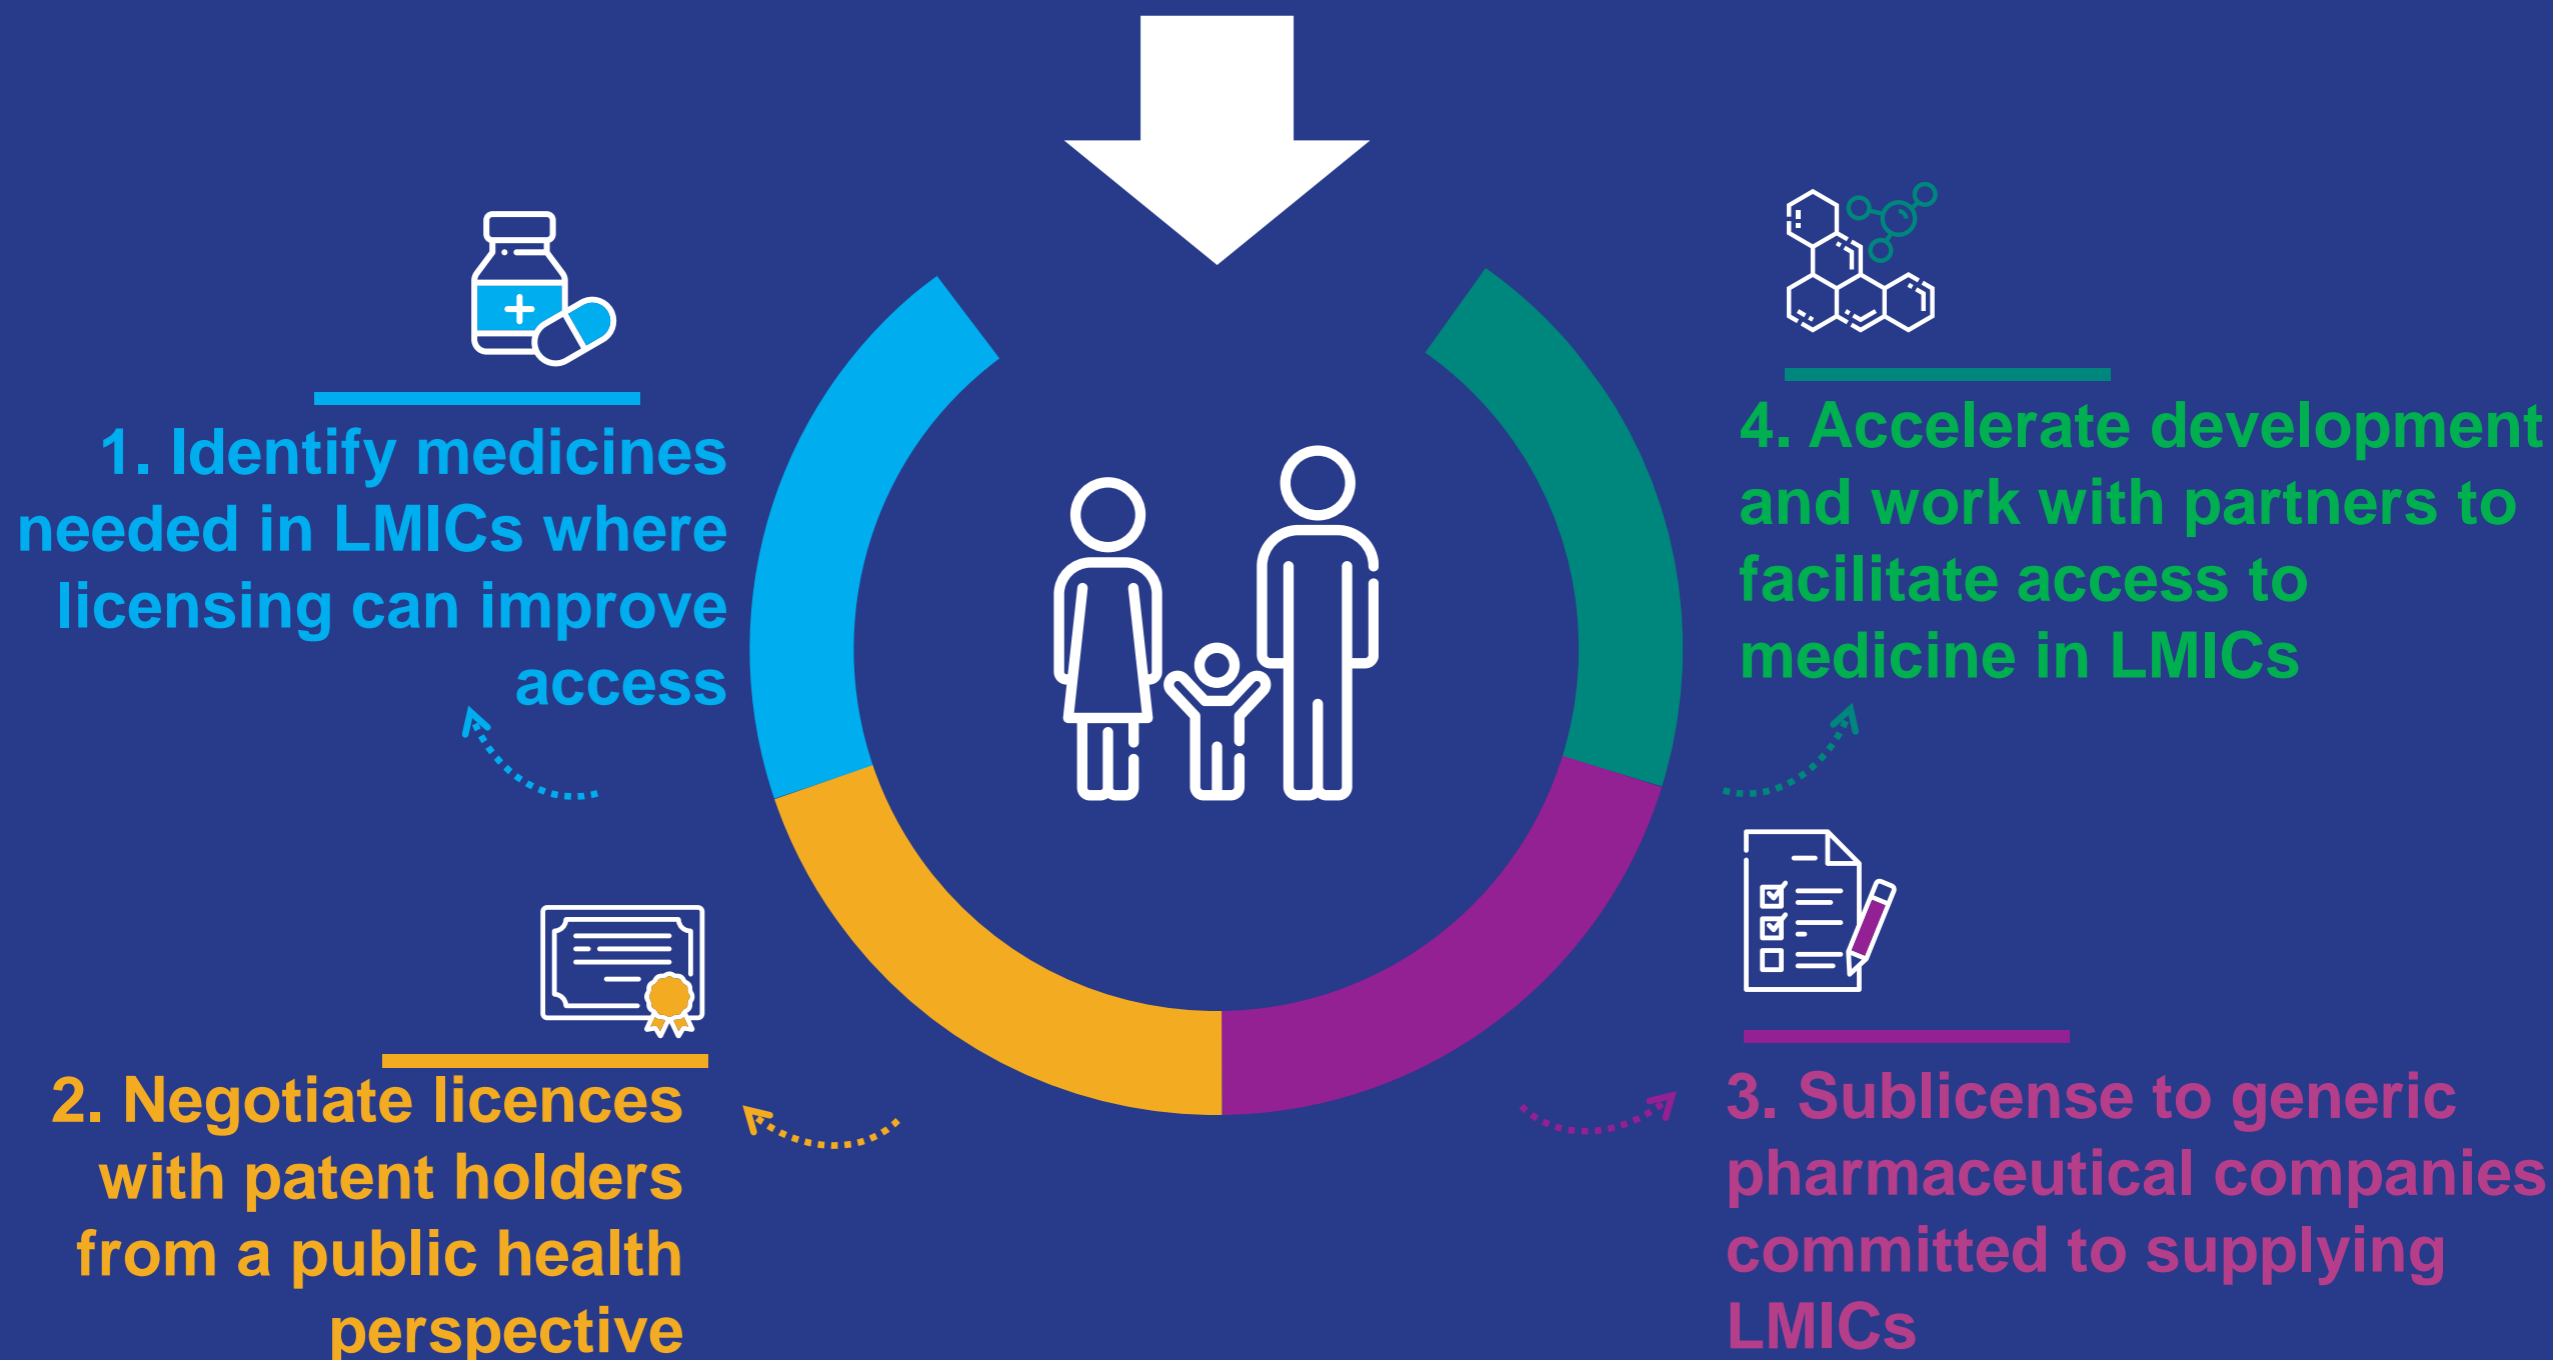 1. Identify medicines
needed in LMICs where
licensing can improve
access
2. Negotiate licences
with patent holders
from a public health
perspective
3. Sublicense to generic
pharmaceutical companies
committed to supplying
LMICs
4. Accelerate development
and work with partners to
facilitate access to
medicine in LMICs